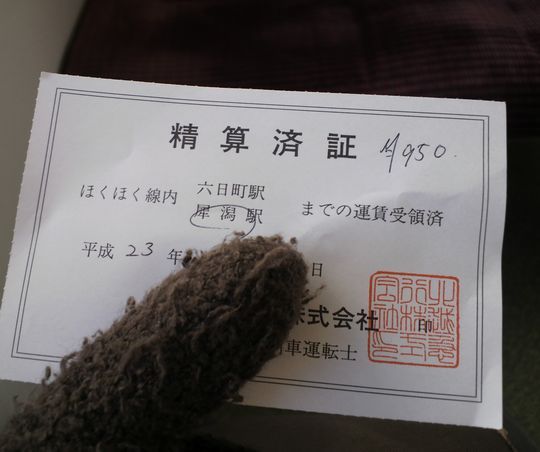 精算済証 ¥950.
ほくほく線内 六日町駅
犀潟駅 までの運賃受領済
平成 23 年 日
株式会社 印
車運転士